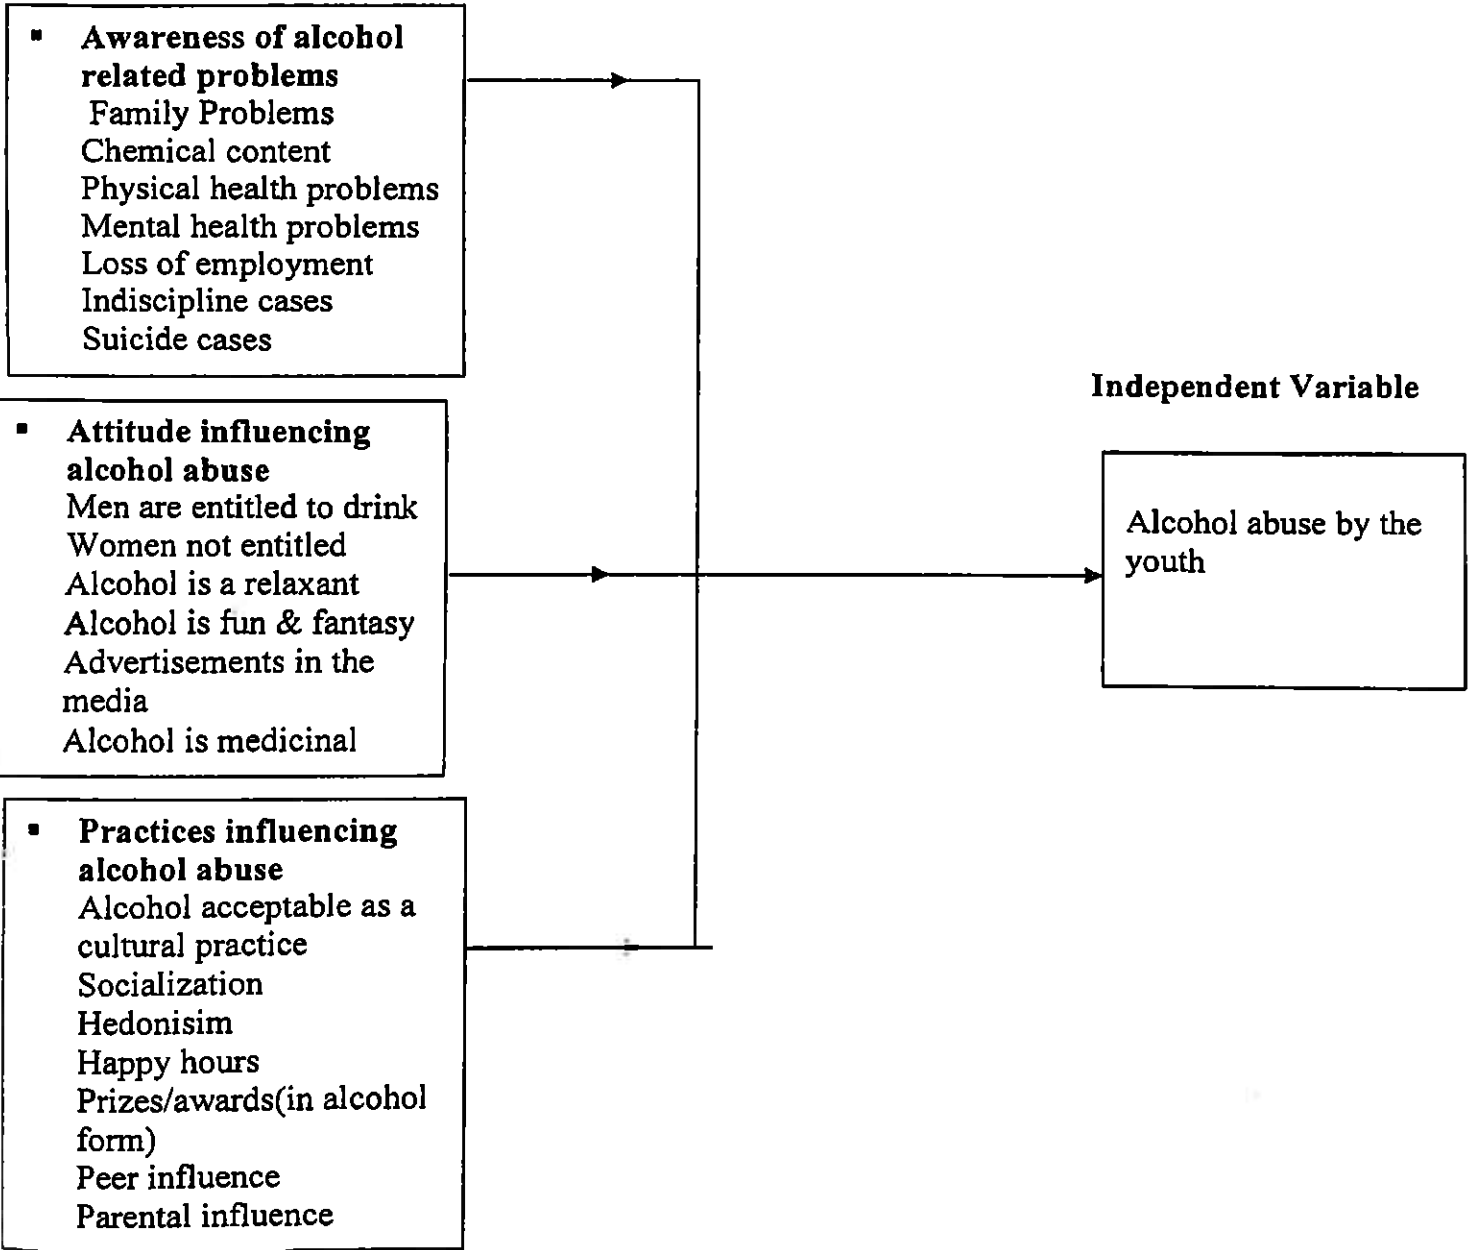 ▪ Awareness of alcohol
related problems
Family Problems
Chemical content
Physical health problems
Mental health problems
Loss of employment
Indiscipline cases
Suicide cases
▪ Attitude influencing
alcohol abuse
Men are entitled to drink
Women not entitled
Alcohol is a relaxant
Alcohol is fun & fantasy
Advertisements in the
media
Alcohol is medicinal
▪ Practices influencing
alcohol abuse
Alcohol acceptable as a
cultural practice
Socialization
Hedonisim
Happy hours
Prizes/awards(in alcohol
form)
Peer influence
Parental influence
Independent Variable
Alcohol abuse by the
youth